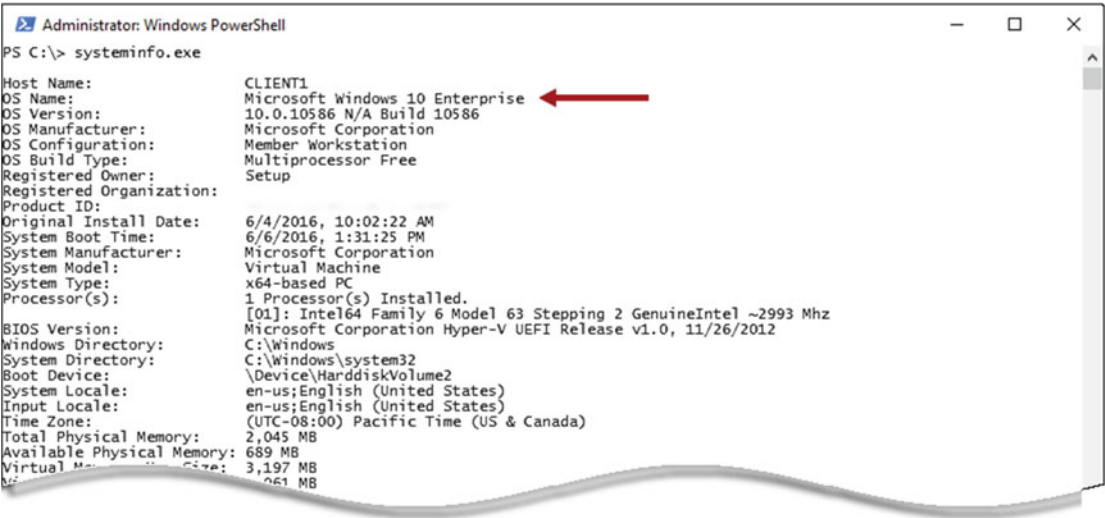 Administrator: Windows PowerShell
PS C:\> systeminfo.exe
Host Name: CLIENT1
OS Name: Microsoft Windows 10 Enterprise
OS Version: 10.0.10586 N/A Build 10586
OS Manufacturer: Microsoft Corporation
OS Configuration: Member Workstation
OS Build Type: Multiprocessor Free
Registered Owner: Setup
Registered Organization:
Product ID:
Original Install Date: 6/4/2016, 10:02:22 AM
System Boot Time: 6/6/2016, 1:31:25 PM
System Manufacturer: Microsoft Corporation
System Model: Virtual Machine
System Type: x64-based PC
Processor(s): 1 Processor(s) Installed.
[01]: Intel64 Family 6 Model 63 Stepping 2 GenuineIntel ~2993 Mhz
BIOS Version: Microsoft Corporation Hyper-V UEFI Release v1.0, 11/26/2012
Windows Directory: C:\Windows
System Directory: C:\Windows\system32
Boot Device: \Device\HarddiskVolume2
System Locale: en-us;English (United States)
Input Locale: en-us;English (United States)
Time Zone: (UTC-08:00) Pacific Time (US & Canada)
Total Physical Memory: 2,045 MB
Available Physical Memory: 689 MB
Virtual Size: 3,197 MB
MB